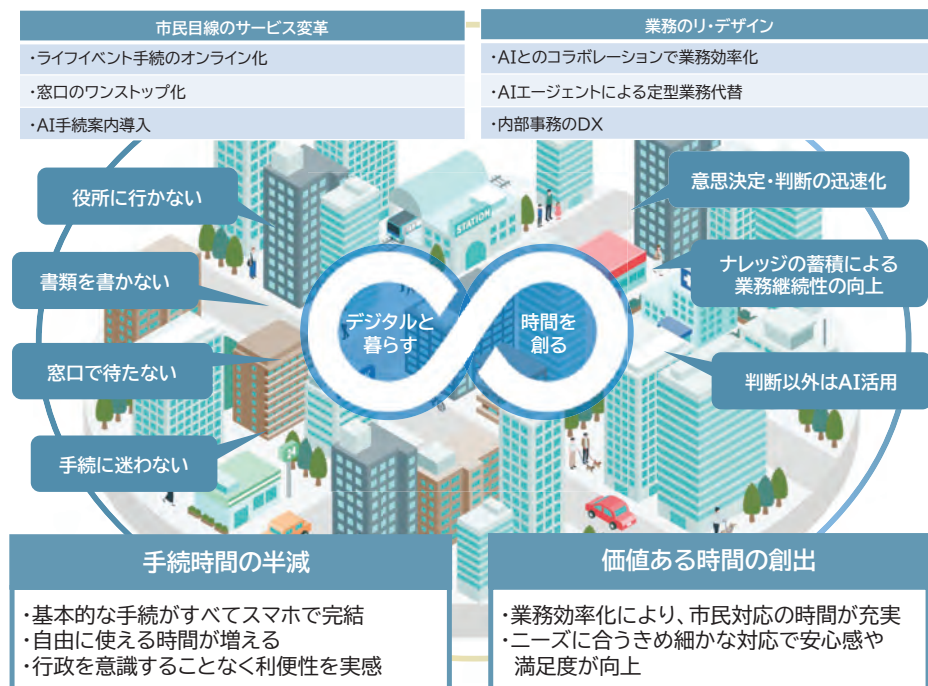 市民目線のサービス変革
・ライフイベント手続のオンライン化
・窓口のワンストップ化
・AI手続案内導入
業務のリ・デザイン
・AIとのコラボレーションで業務効率化
・AIエージェントによる定型業務代替
・内部事務のDX
役所に行かない
書類を書かない
窓口で待たない
手続に迷わない
STATION
デジタルと
暮らす
時間を
創る
意思決定・判断の迅速化
ナレッジの蓄積による
業務継続性の向上
判断以外はAI活用
手続時間の半減
・基本的な手続がすべてスマホで完結
・自由に使える時間が増える
・行政を意識することなく利便性を実感
価値ある時間の創出
・業務効率化により、市民対応の時間が充実
・ニーズに合うきめ細かな対応で安心感や
満足度が向上